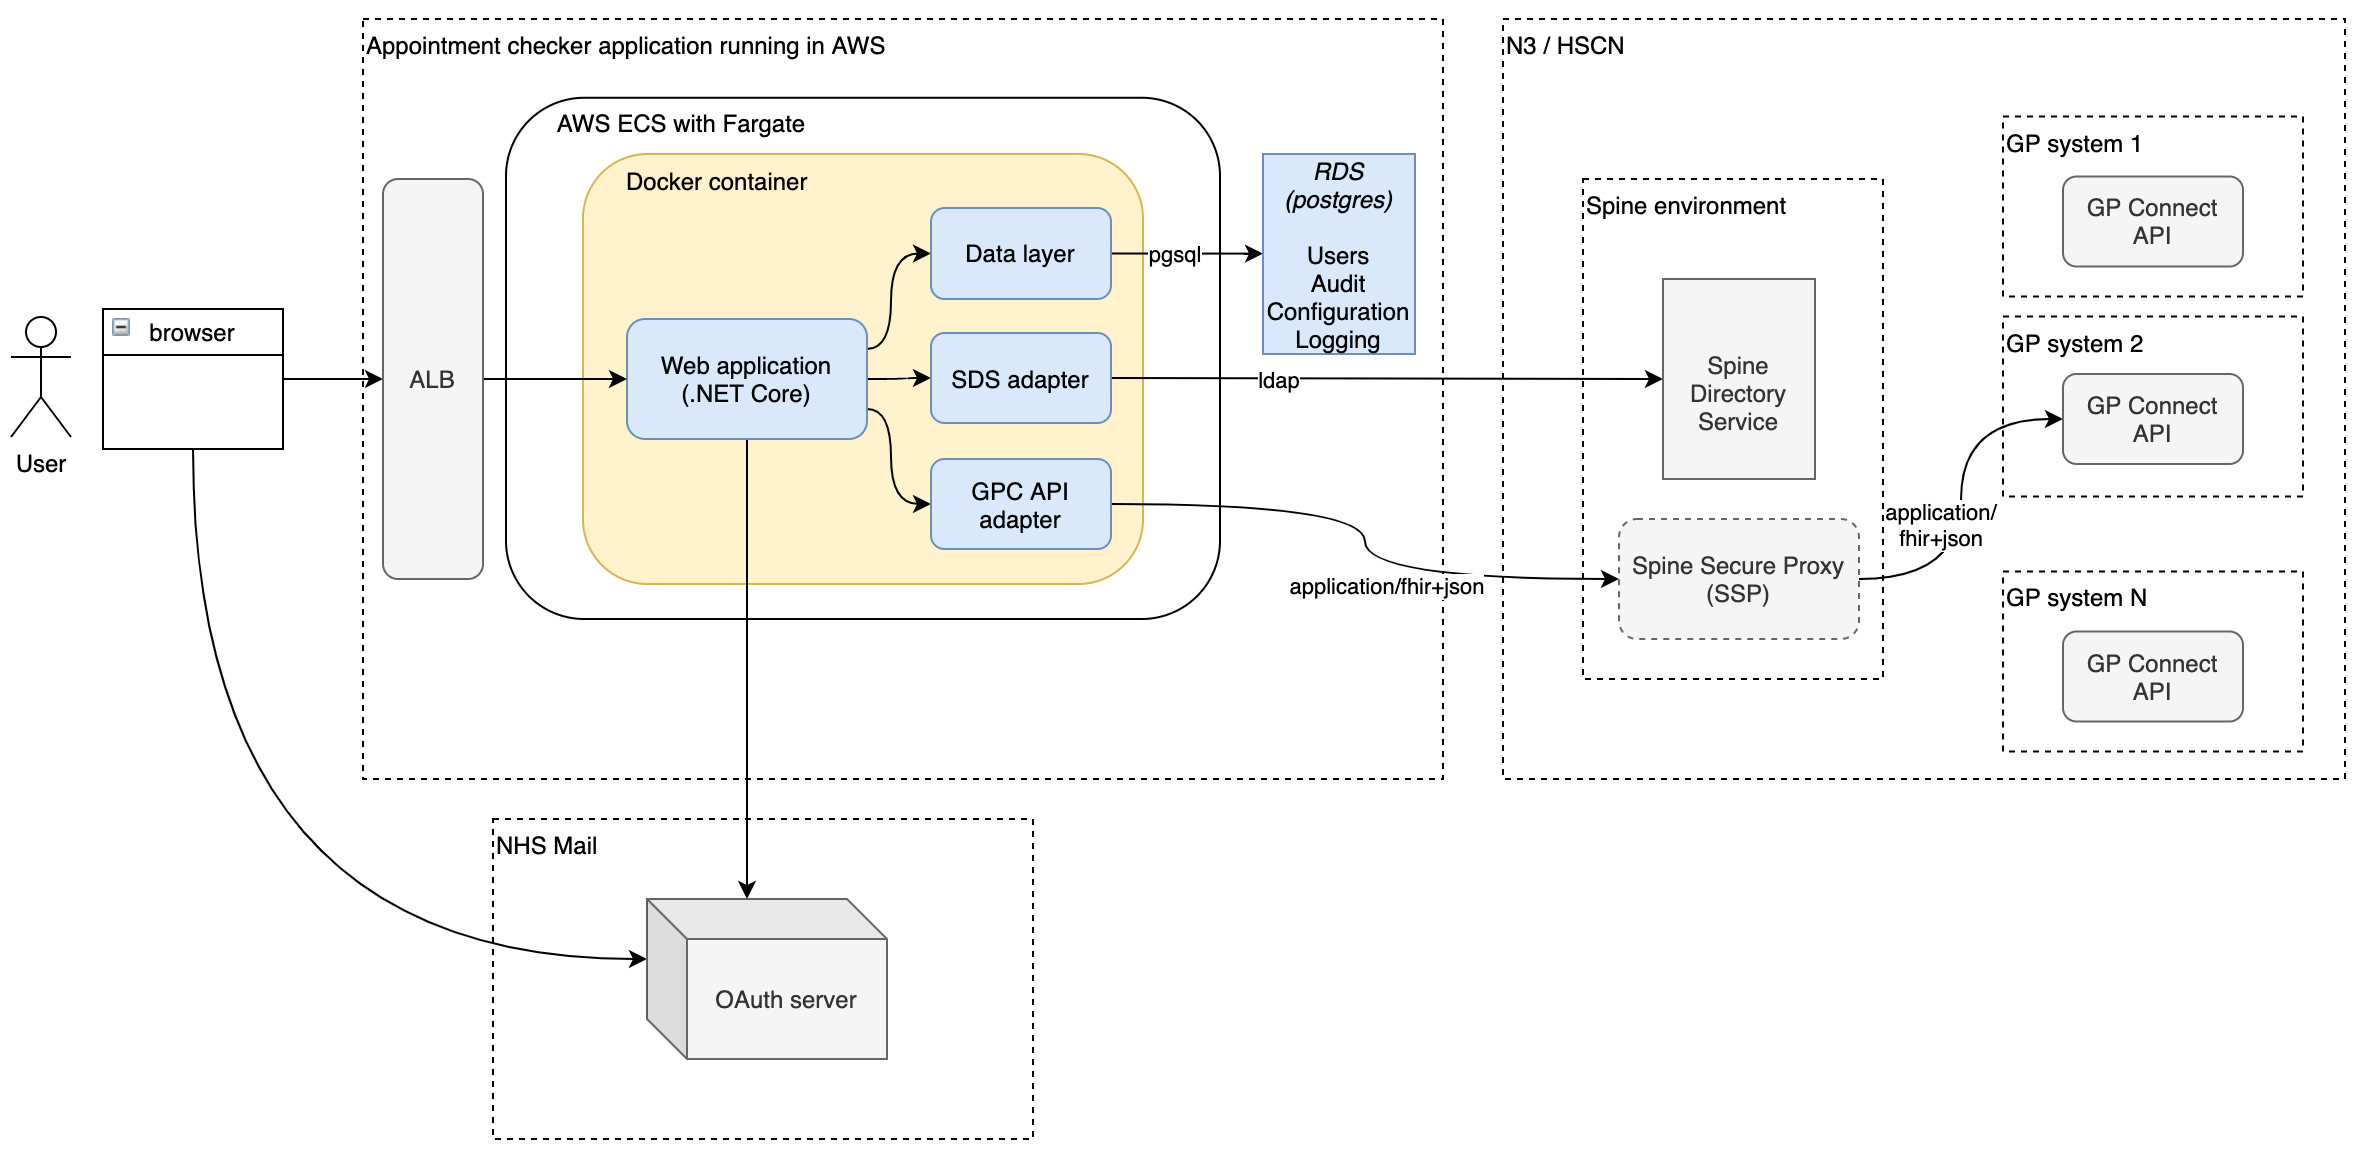 Appointment checker application running in AWS
N3 / HSCN
AWS ECS with Fargate
Docker container
RDS
(postgres)
Users
Audit
Configuration
Logging
GP system 1
GP Connect
API
Spine environment
Data layer
pgsql
browser
User
ALB
Web application
(.NET Core)
SDS adapter
ldap
Spine
Directory
Service
GP system 2
GP Connect
API
GPC API
adapter
application/fhir+json
Spine Secure Proxy
(SSP)
application/
fhir+json
GP system N
GP Connect
API
NHS Mail
OAuth server